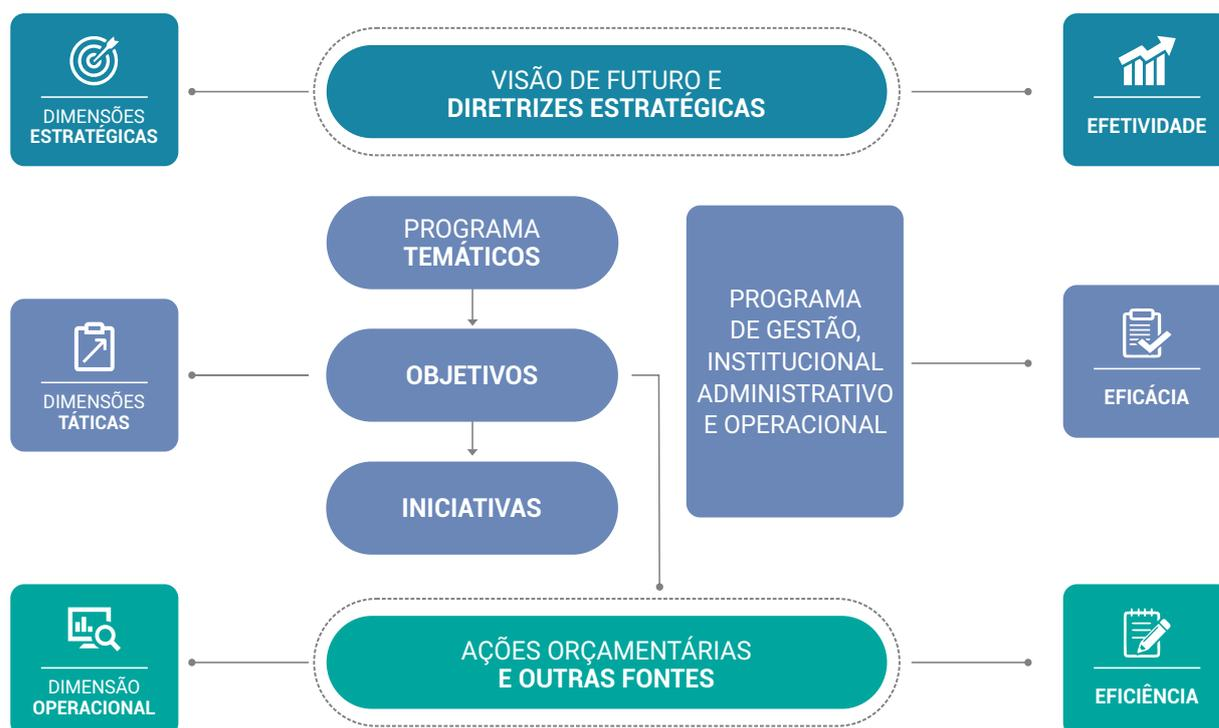 DIMENSÕES
ESTRATÉGICAS
VISÃO DE FUTURO E
DIRETRIZES ESTRATÉGICAS
EFETIVIDADE
PROGRAMA
TEMÁTICOS
DIMENSÕES
TÁTICAS
OBJETIVOS
INICIATIVAS
PROGRAMA
DE GESTÃO,
INSTITUCIONAL
ADMINISTRATIVO
E OPERACIONAL
EFICÁCIA
DIMENSÃO
OPERACIONAL
AÇÕES ORÇAMENTÁRIAS
E OUTRAS FONTES
EFICIÊNCIA